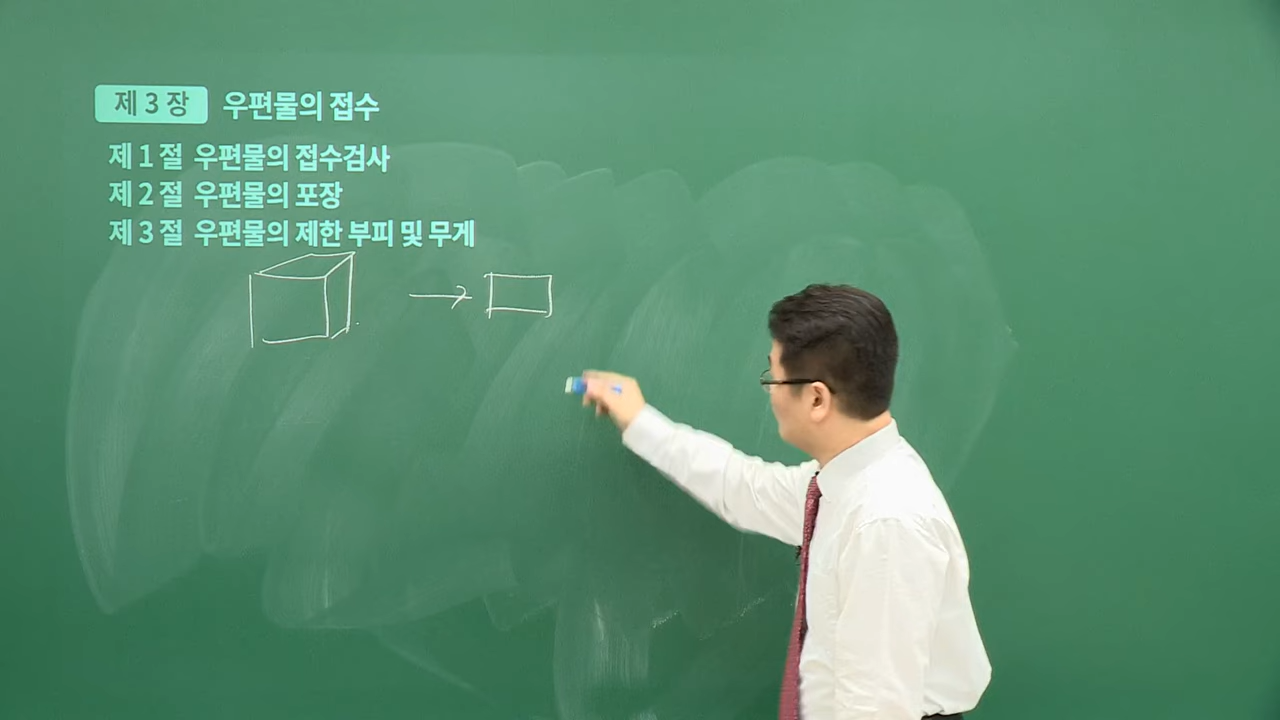 제 3 장 우편물의 접수
제 1 절 우편물의 접수검사
제 2 절 우편물의 포장
제 3 절 우편물의 제한 부피 및 무게